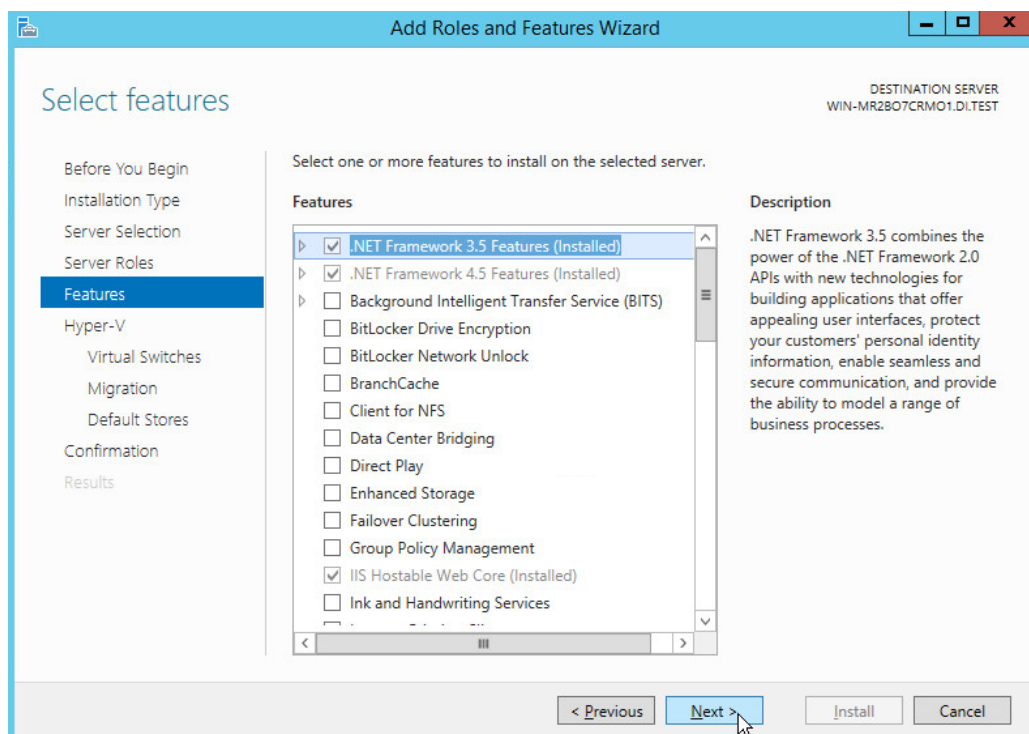 Add Roles and Features Wizard
Select features
DESTINATION SERVER
WIN-MR2BO7CRMO1.DI.TEST
Before You Begin
Installation Type
Server Selection
Server Roles
Features
Hyper-V
Virtual Switches
Migration
Default Stores
Confirmation
Results
Select one or more features to install on the selected server.
Features
.NET Framework 3.5 Features (Installed)
.NET Framework 4.5 Features (Installed)
Background Intelligent Transfer Service (BITS)
BitLocker Drive Encryption
BitLocker Network Unlock
BranchCache
Client for NFS
Data Center Bridging
Direct Play
Enhanced Storage
Failover Clustering
Group Policy Management
IIS Hostable Web Core (Installed)
Ink and Handwriting Services
Description
.NET Framework 3.5 combines the
power of the .NET Framework 2.0
APIs with new technologies for
building applications that offer
appealing user interfaces, protect
your customers' personal identity
information, enable seamless and
secure communication, and provide
the ability to model a range of
business processes.
< Previous
Next >
Install
Cancel